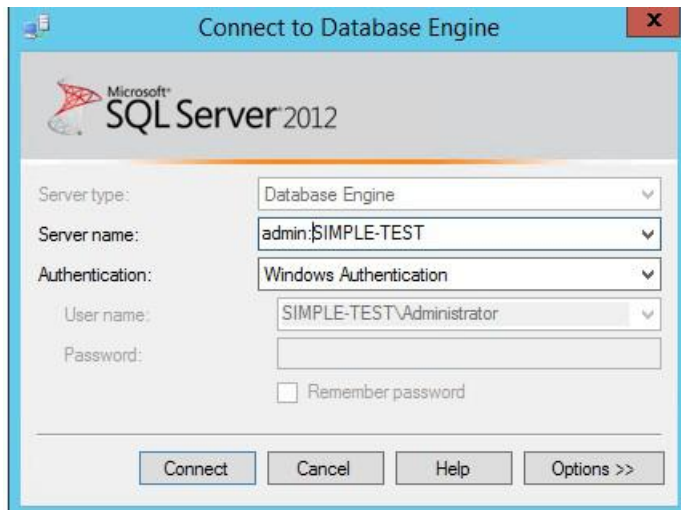 Connect to Database Engine
x
Microsoft®
SQL Server® 2012
Server type: Database Engine
Server name: admin:SIMPLE-TEST
Authentication: Windows Authentication
User name: SIMPLE-TEST\Administrator
Password:
Remember password
Connect Cancel Help Options >>